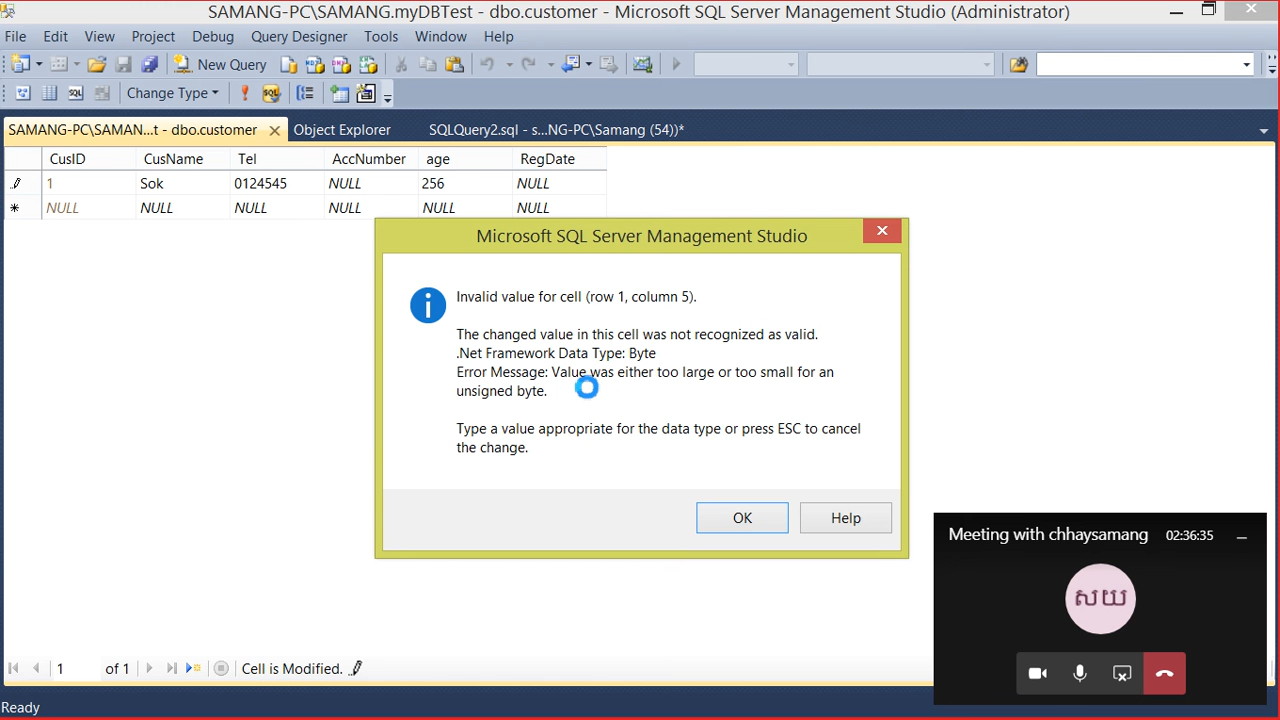 SAMANG-PC\SAMANG.myDBTest - dbo.customer - Microsoft SQL Server Management Studio (Administrator)
File Edit View Project Debug Query Designer Tools Window Help
New Query
Change Type
SAMANG-PC\SAMAN...t - dbo.customer Object Explorer SQLQuery2.sql - s...NG-PC\Samang (54))*
CusID CusName Tel AccNumber age RegDate
1 Sok 0124545 NULL 256 NULL
NULL NULL NULL NULL NULL NULL
Microsoft SQL Server Management Studio
Invalid value for cell (row 1, column 5).
The changed value in this cell was not recognized as valid.
.Net Framework Data Type: Byte
Error Message: Value was either too large or too small for an
unsigned byte.
Type a value appropriate for the data type or press ESC to cancel
the change.
OK Help
Meeting with chhaysamang 02:36:35
សយ
1 of 1 Cell is Modified.
Ready